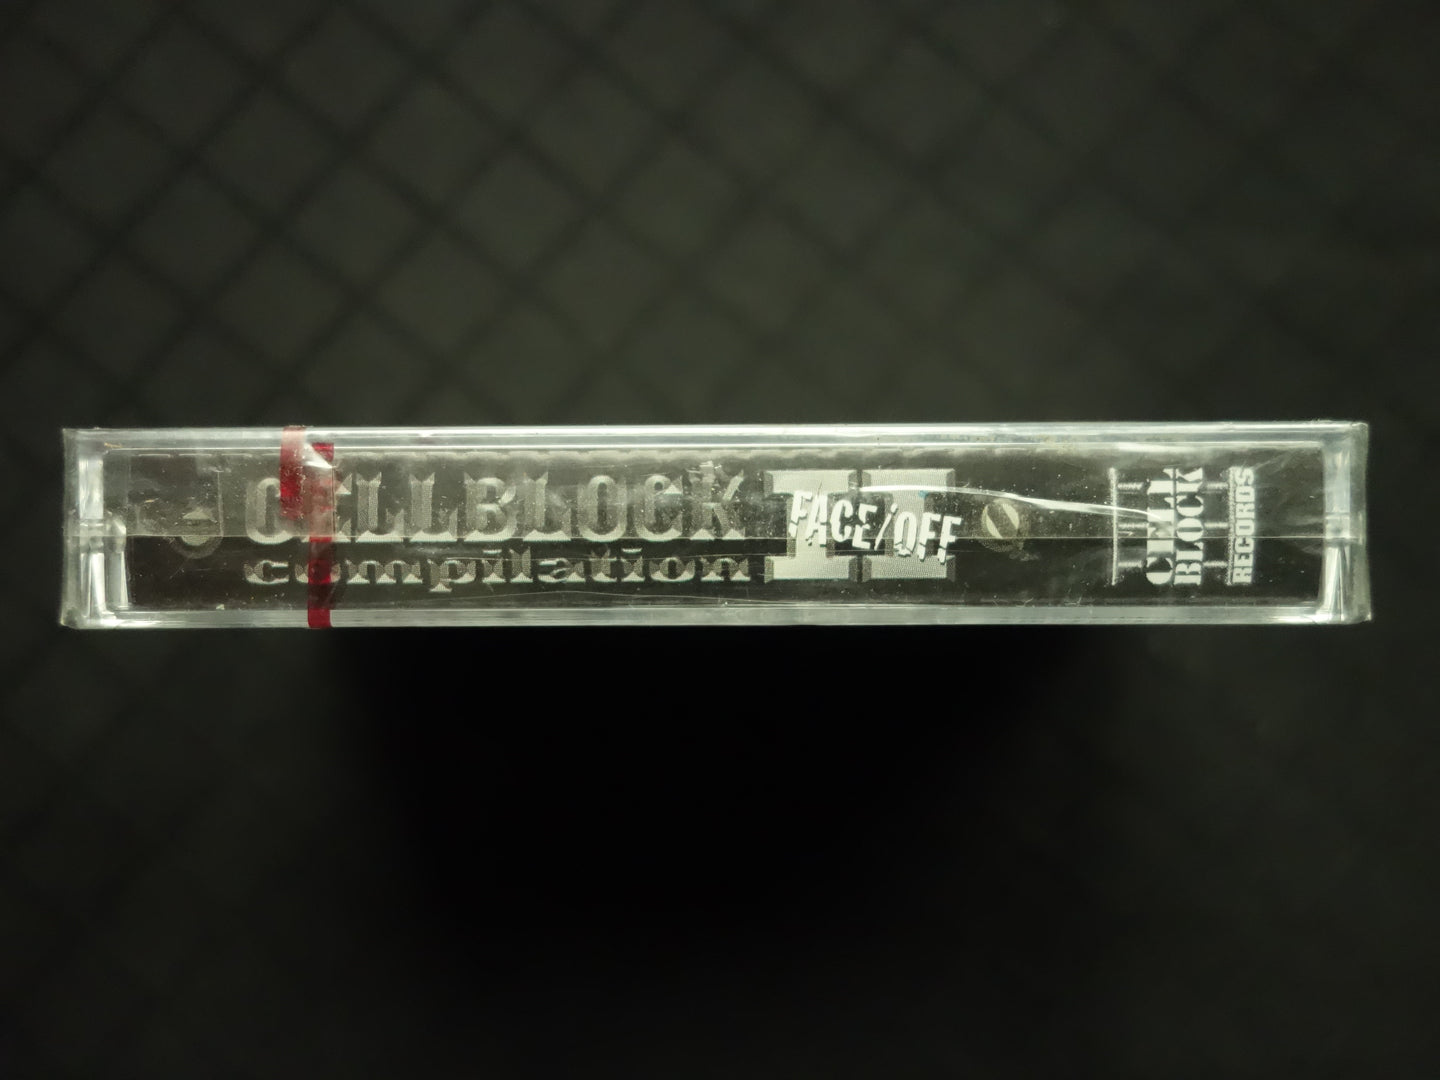 CELLBLOCK
compilation
II
FACE/OFF
CELL
BLOCK
RECORDS